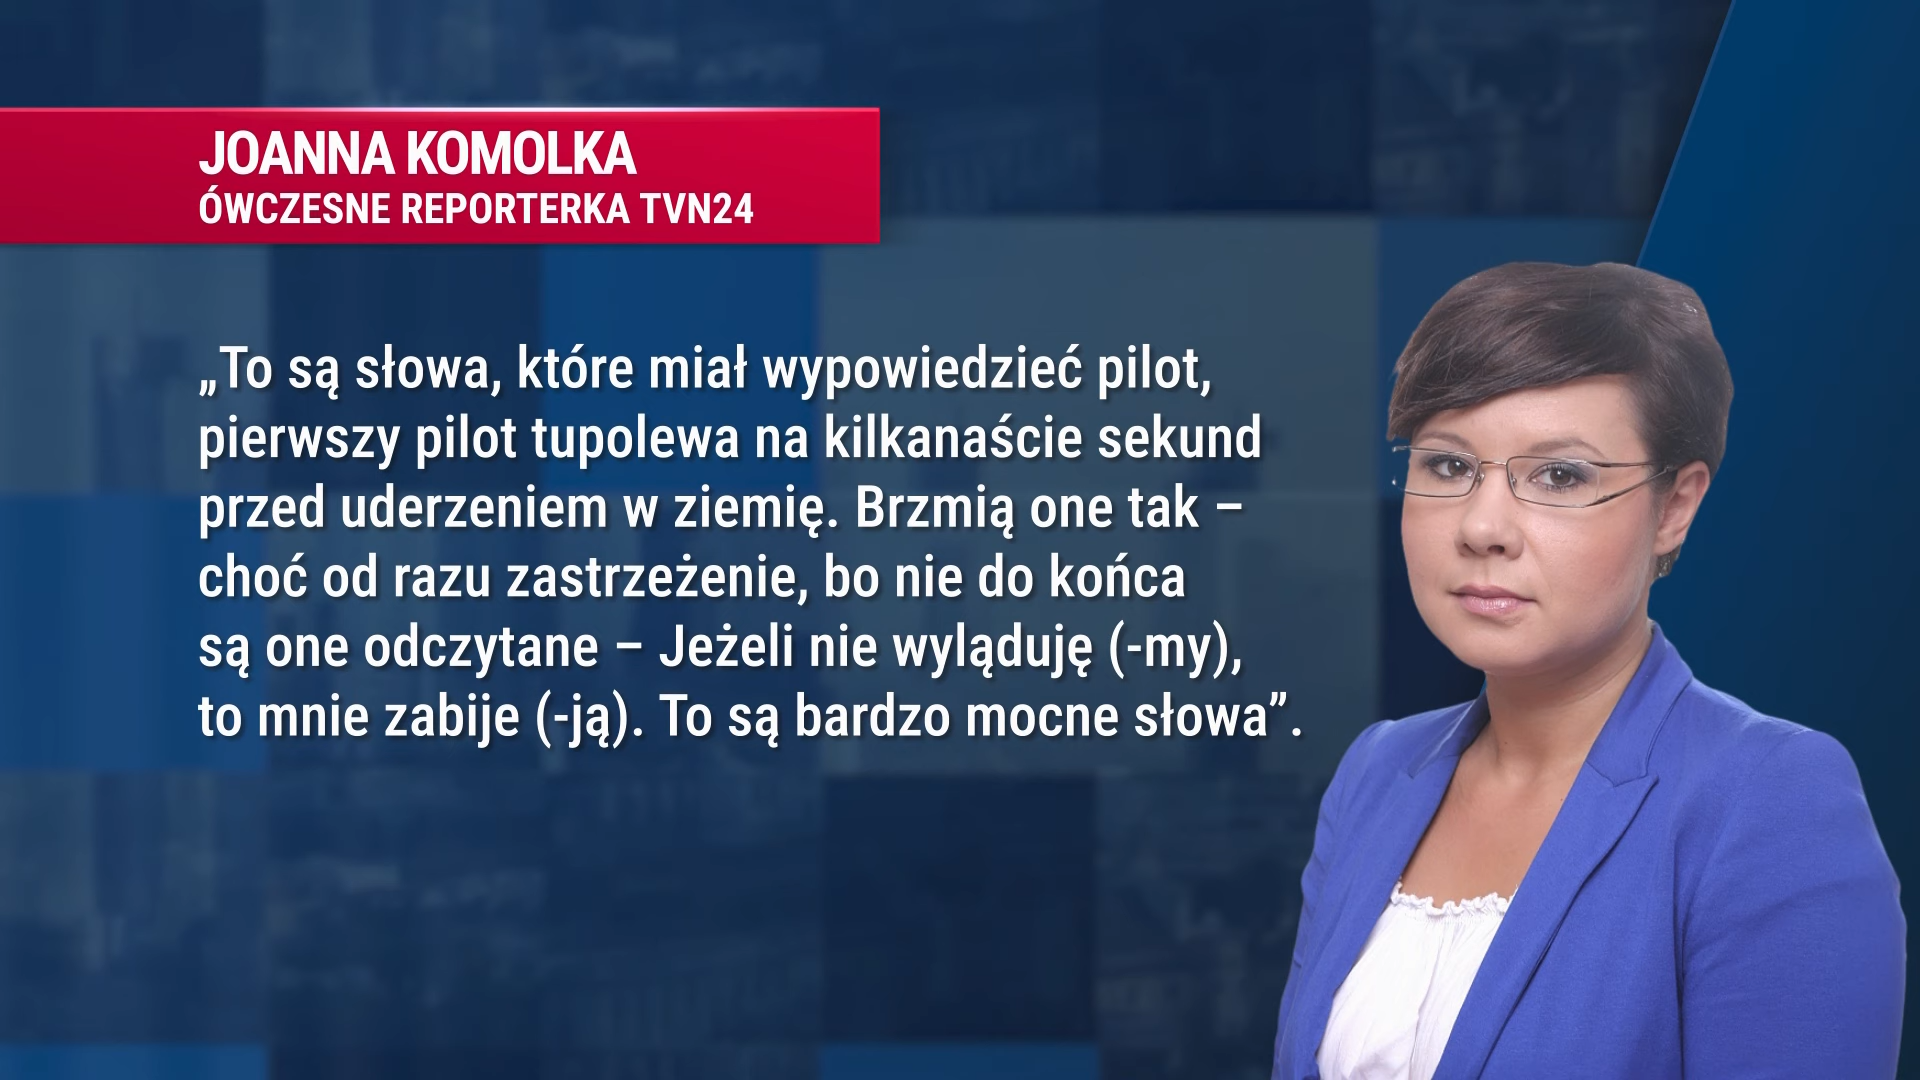 JOANNA KOMOLKA
ÓWCZESNE REPORTERKA TVN24
„To są słowa, które miał wypowiedzieć pilot,
pierwszy pilot tupolewa na kilkanaście sekund
przed uderzeniem w ziemię. Brzmią one tak –
choć od razu zastrzeżenie, bo nie do końca
są one odczytane – Jeżeli nie wyląduję (-my),
to mnie zabije (-ją). To są bardzo mocne słowa”.